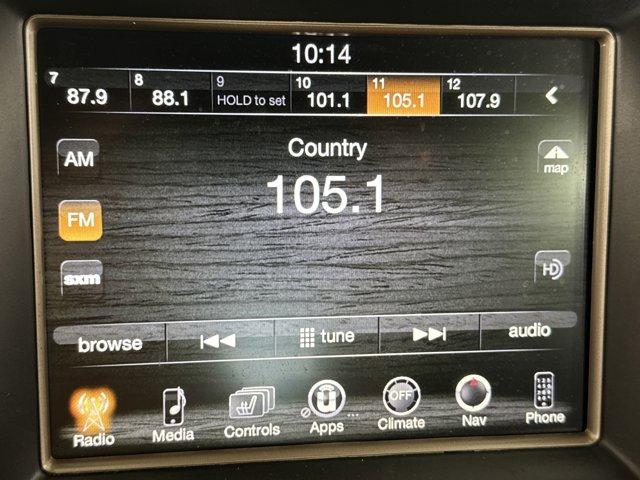 10:14
7 87.9 8 88.1 9 HOLD to set 10 101.1 11 105.1 12 107.9
Country
105.1
AM
map
FM
sxm
HD
browse tune audio
OFF
Radio Media Controls Apps Climate Nav Phone